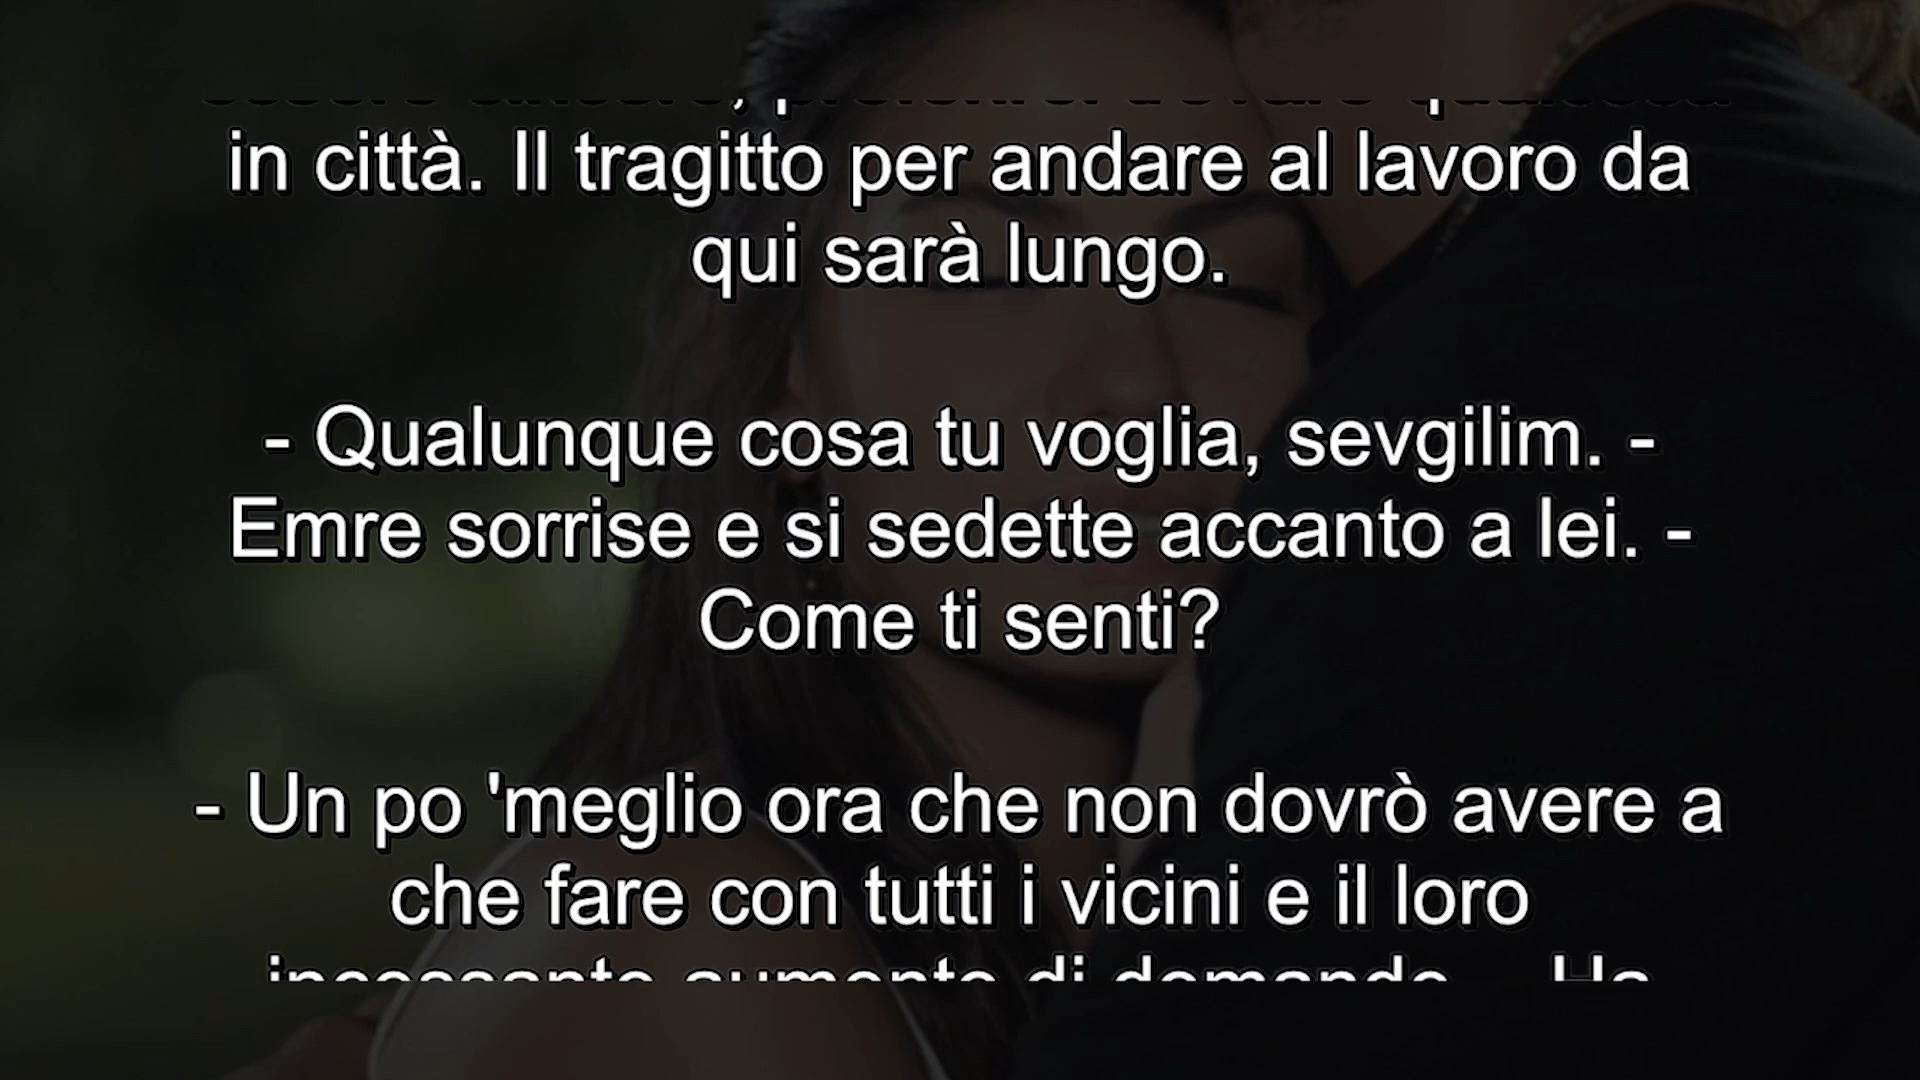 in città. Il tragitto per andare al lavoro da
qui sarà lungo.
- Qualunque cosa tu voglia, sevgilim. -
Emre sorrise e si sedette accanto a lei. -
Come ti senti?
- Un po 'meglio ora che non dovrò avere a
che fare con tutti i vicini e il loro